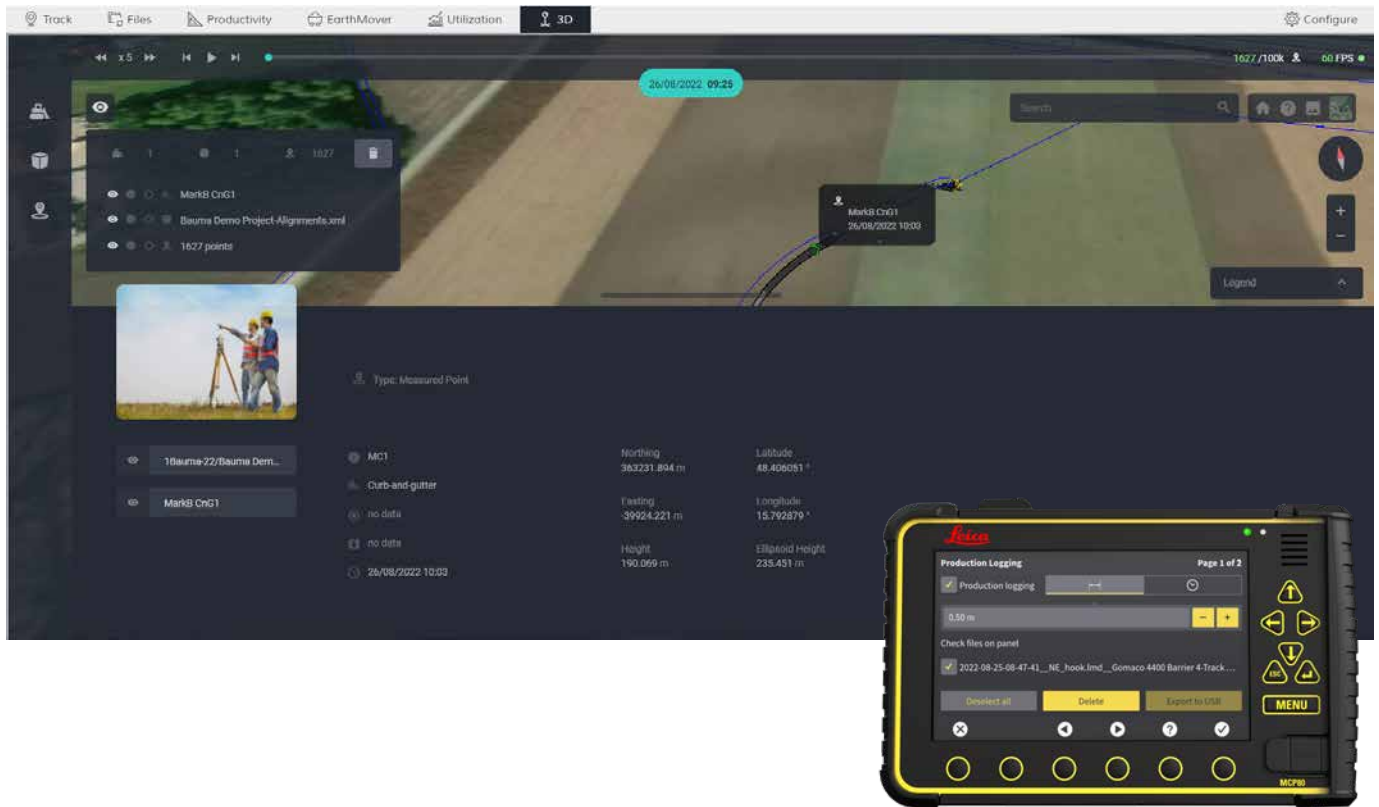 Track
Files
Productivity
EarthMover
Utilization
3D
Configure
x5
1627/100k
60 FPS
26/08/2022 09:25
Search
1
1
1627
MarkB CnG1
Bauma Demo Project-Alignments.xml
1627 points
MarkB CnG1
26/08/2022 10:03
Legend
Type: Measured Point
1Bauma-22/Bauma Dem...
MarkB CnG1
MC1
Curb-and-gutter
no data
no data
26/08/2022 10:03
Northing
363231.894 m
Latitude
48.406051 °
Easting
-39924.221 m
Longitude
15.792879 °
Height
190.069 m
Ellipsoid Height
235.451 m
Leica
Production Logging
Page 1 of 2
Production logging
0.50 m
Check files on panel
2022-08-25-08-47-41__NE_hook.lmd__Gomaco 4400 Barrier 4-Track ...
Deselect all
Delete
Export to USB
ESC
MENU
MCP80